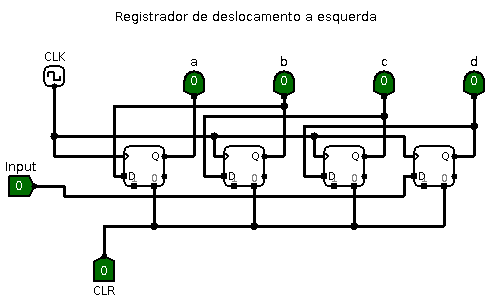 Registrador de deslocamento a esquerda
CLK
a b c d
0 0 0 0
Q Q Q Q
Input
D D D D
0 0 0 0
0
0
CLR